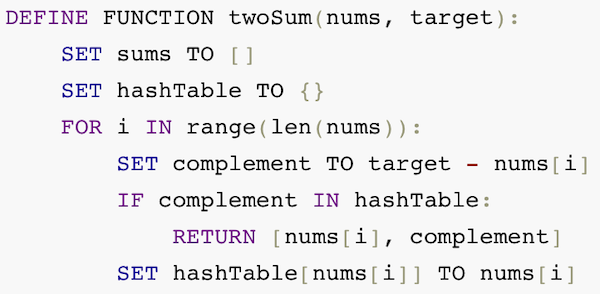 DEFINE FUNCTION twoSum(nums, target):
    SET sums TO []
    SET hashTable TO {}
    FOR i IN range(len(nums)):
        SET complement TO target - nums[i]
        IF complement IN hashTable:
            RETURN [nums[i], complement]
        SET hashTable[nums[i]] TO nums[i]